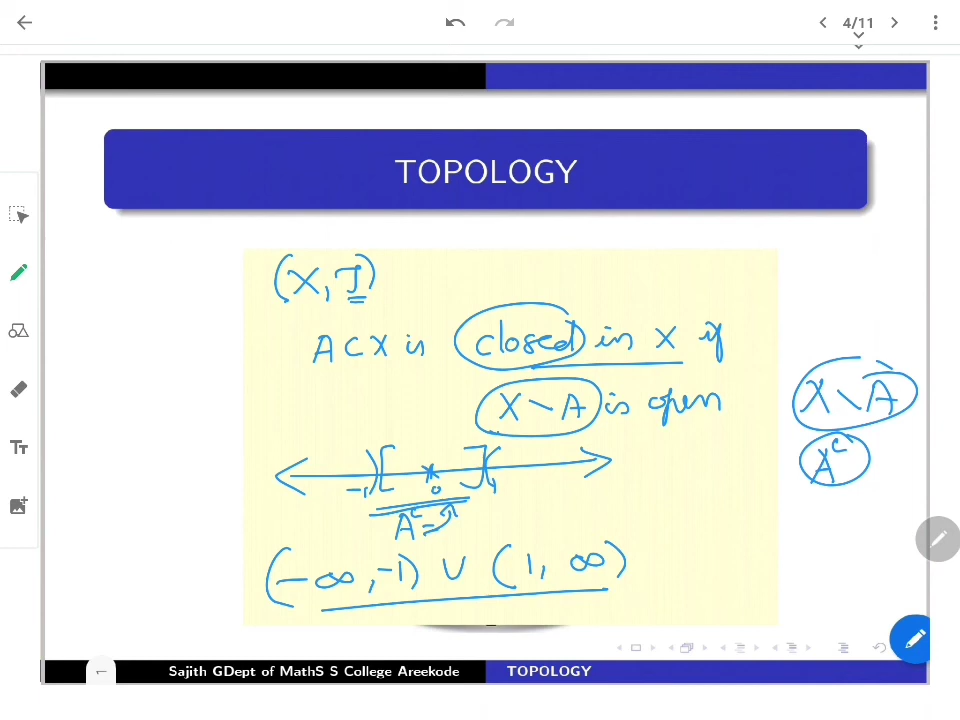 4/11
TOPOLOGY
(X, J)
A ⊂ X is closed in X if
X \ A is open
X \ A
A^c
-1 ) [ 0 ] ( 1
A^c =
(-∞, -1) ∪ (1, ∞)
Tт
Sajith GDept of MathS S College Areekode TOPOLOGY